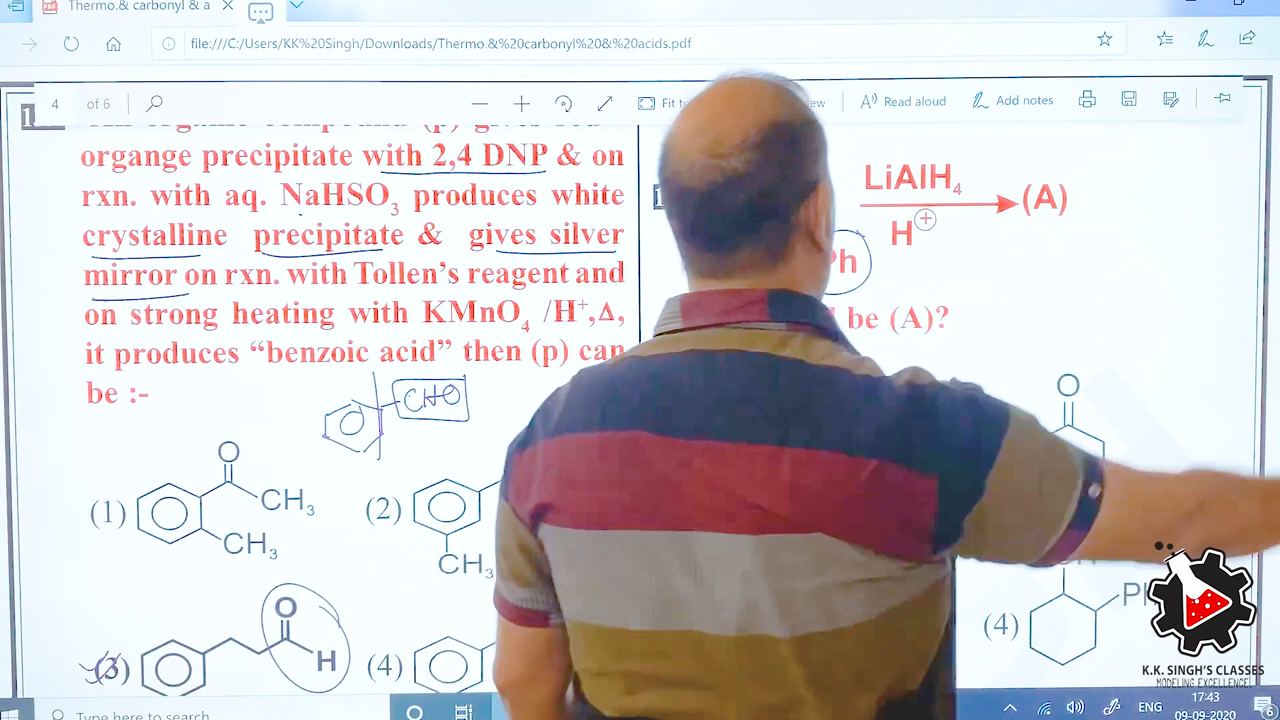 Thermo.& carbonyl & a
file:///C:/Users/KK%20Singh/Downloads/Thermo.&%20carbonyl%20&%20acids.pdf
4 of 6
Fit to
Read aloud
Add notes
organge precipitate with 2,4 DNP & on
rxn. with aq. NaHSO3 produces white
crystalline precipitate & gives silver
mirror on rxn. with Tollen's reagent and
on strong heating with KMnO4 /H+,Δ,
it produces "benzoic acid" then (p) can
be :-
CHO
(1) O CH3 CH3
(2) CH3
(3) O H
(4)
LiAlH4
H⊕
(A)
be (A)?
O
(4)
K.K. SINGH'S CLASSES
MODELING EXCELLENCE!
Type here to search
ENG
17:43
09-09-2020
6